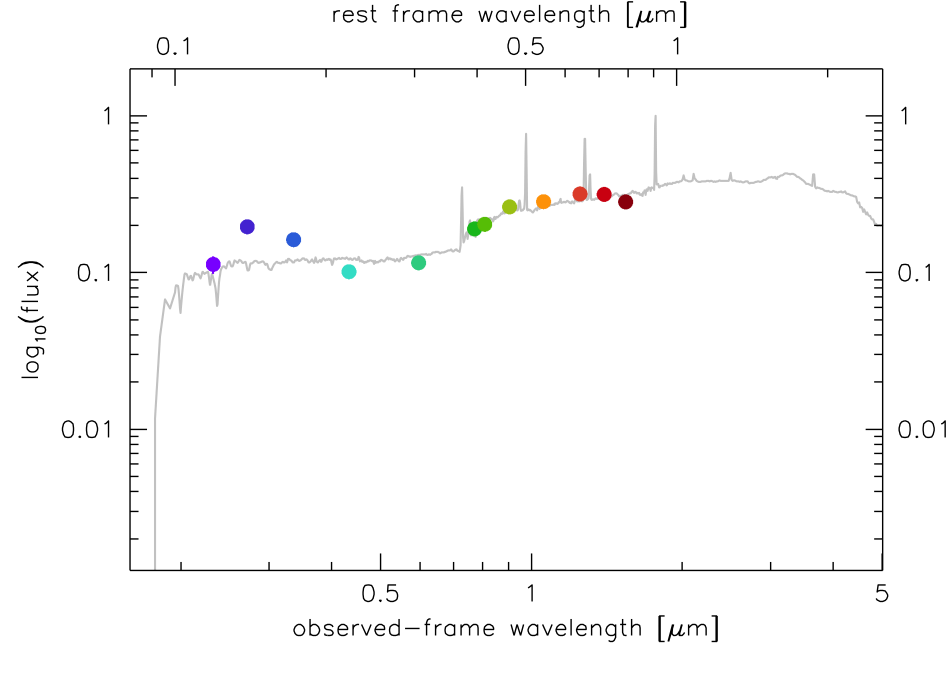 rest frame wavelength [μm]
0.1 0.5 1
1 1
0.1 0.1
0.01 0.01
log10(flux)
0.5 1 5
observed-frame wavelength [μm]